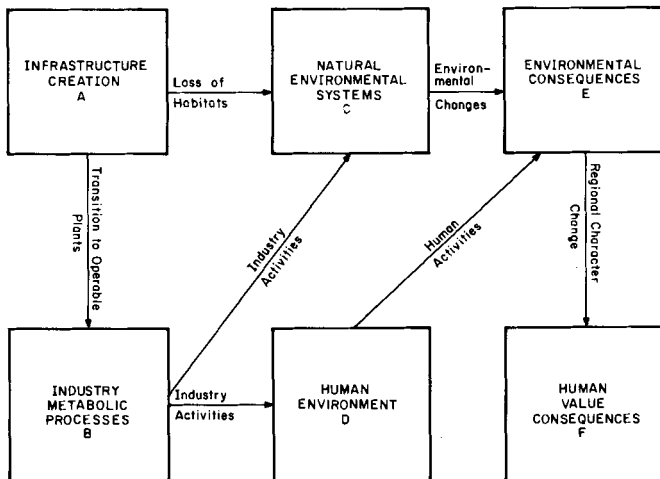 INFRASTRUCTURE
CREATION
A
Loss of
Habitats
NATURAL
ENVIRONMENTAL
SYSTEMS
C
Environ-
mental
Changes
ENVIRONMENTAL
CONSEQUENCES
E
Transition to Operable
Plants
Industry
Activities
Human
Activities
Regional Character
Change
INDUSTRY
METABOLIC
PROCESSES
B
Industry
Activities
HUMAN
ENVIRONMENT
D
HUMAN
VALUE
CONSEQUENCES
F